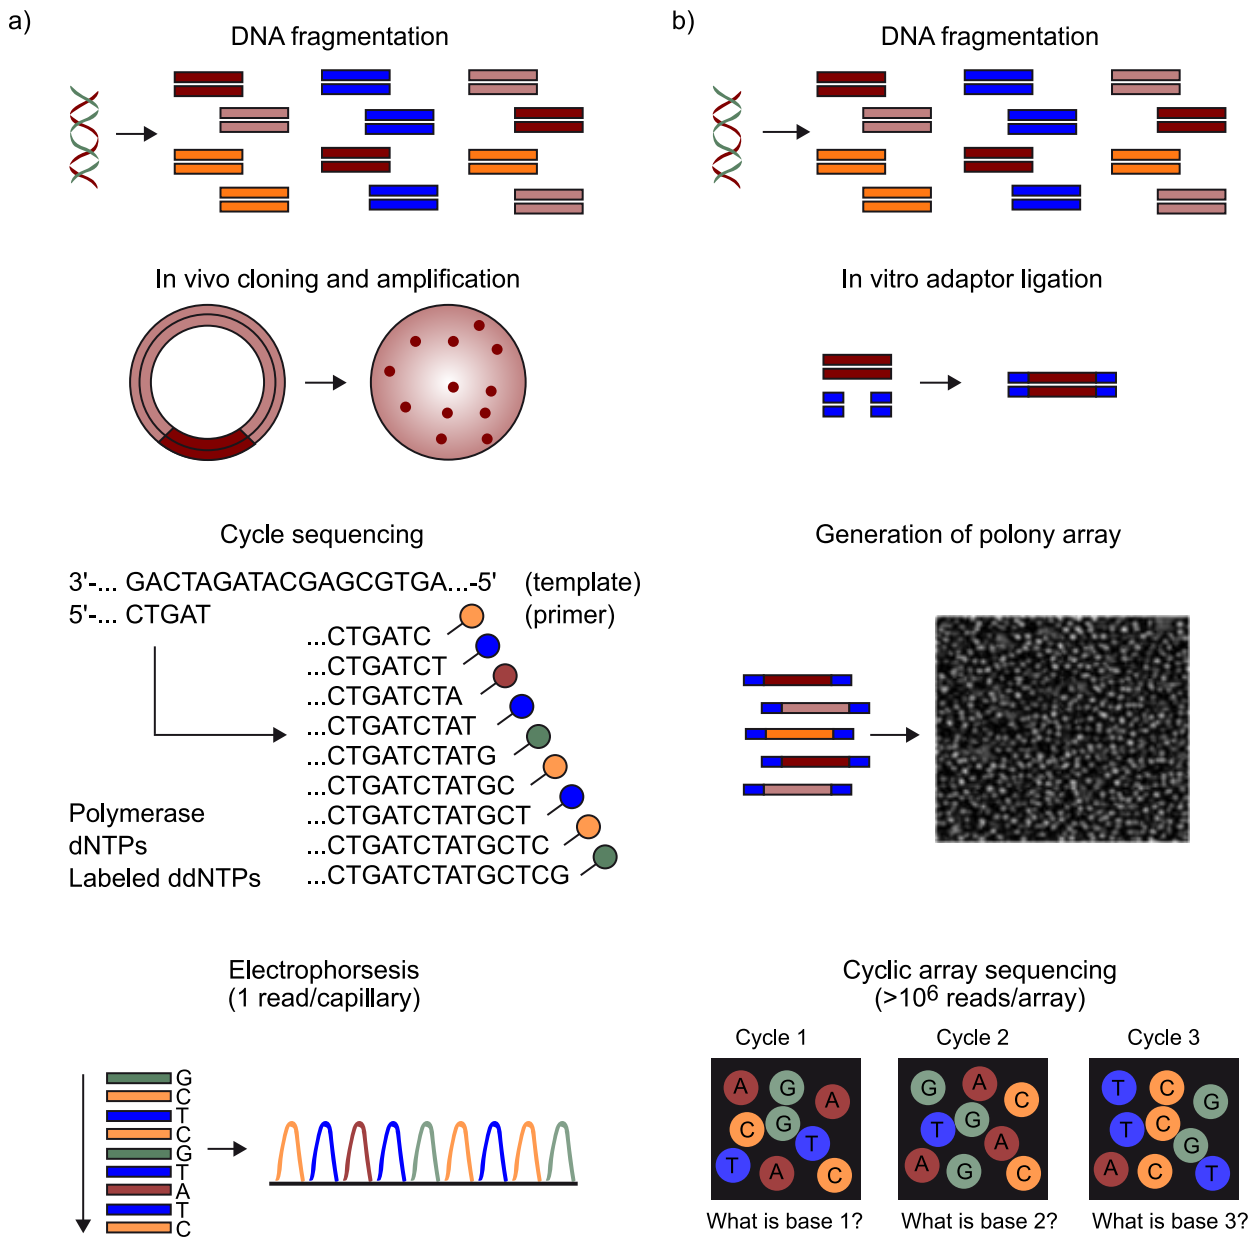 a)
DNA fragmentation
In vivo cloning and amplification
Cycle sequencing
3'-... GACTAGATACGAGCGTGA...-5' (template)
5'-... CTGAT (primer)
...CTGATC
...CTGATCT
...CTGATCTA
...CTGATCTAT
...CTGATCTATG
...CTGATCTATGC
...CTGATCTATGCT
...CTGATCTATGCTC
...CTGATCTATGCTCG
Polymerase
dNTPs
Labeled ddNTPs
Electrophorsesis
(1 read/capillary)
G
C
T
C
G
T
A
T
C
b)
DNA fragmentation
In vitro adaptor ligation
Generation of polony array
Cyclic array sequencing
(>10⁶ reads/array)
Cycle 1
A G A
C G T
T A C
What is base 1?
Cycle 2
G A C
T G A
A G C
What is base 2?
Cycle 3
T C G
T C G
A C T
What is base 3?